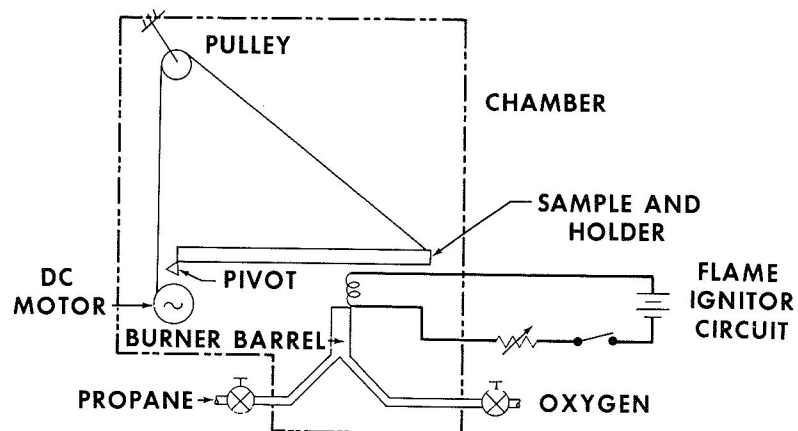 PULLEY
CHAMBER
SAMPLE AND
HOLDER
DC
MOTOR
PIVOT
FLAME
IGNITOR
CIRCUIT
BURNER BARREL
PROPANE
OXYGEN